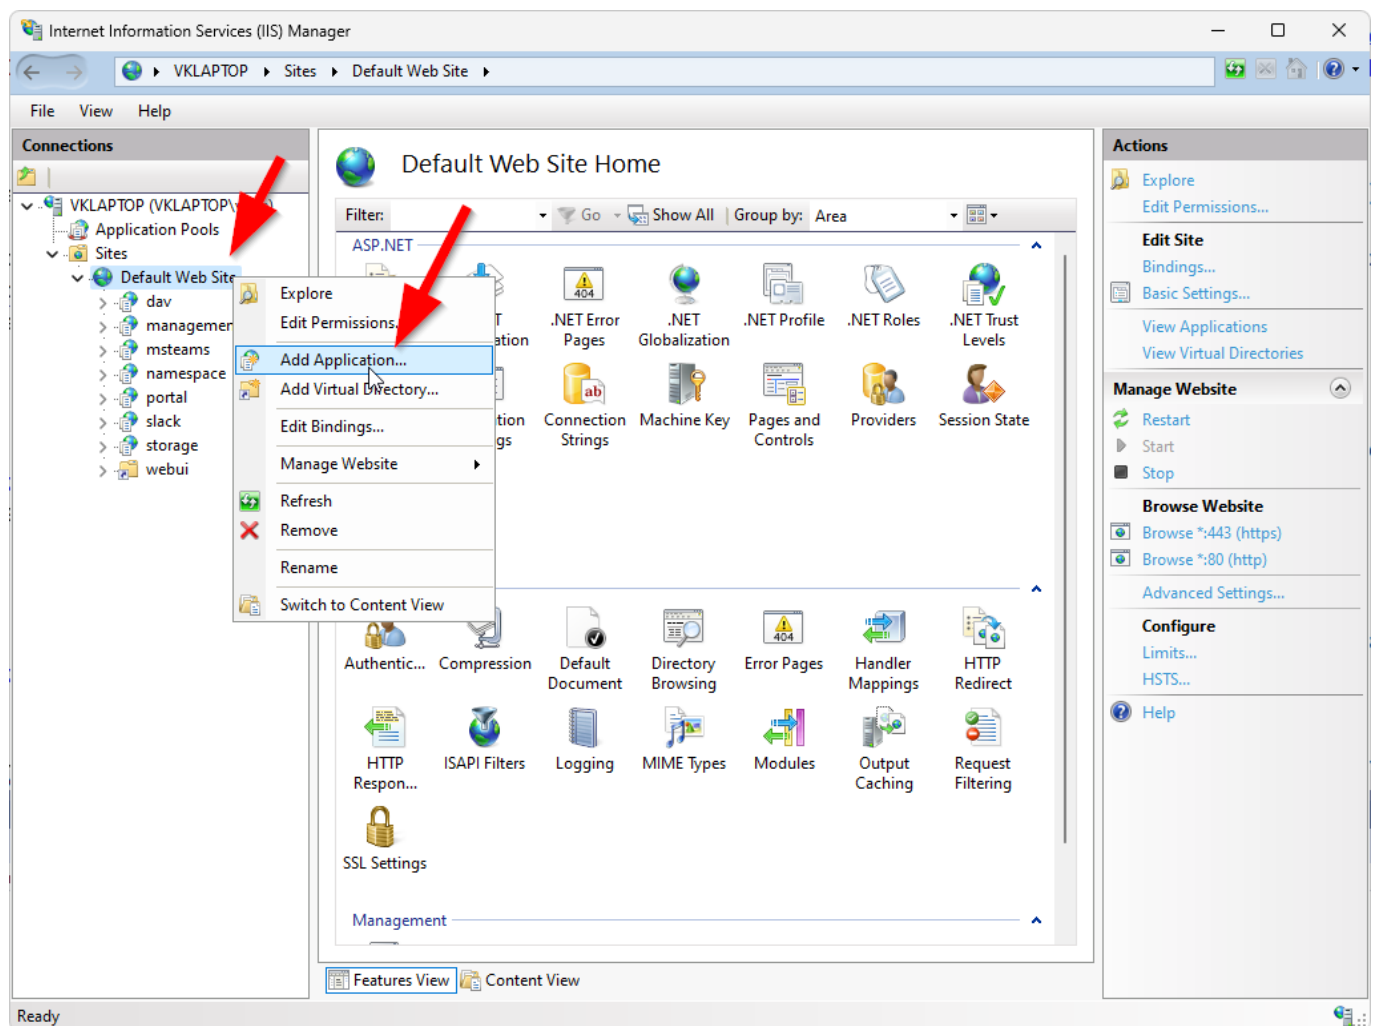 Internet Information Services (IIS) Manager
VKLAPTOP Sites Default Web Site
File View Help
Connections
VKLAPTOP (VKLAPTOP\
Application Pools
Sites
Default Web Site
dav
managemen
msteams
namespace
portal
slack
storage
webui
Explore
Edit Permissions...
Add Application...
Add Virtual Directory...
Edit Bindings...
Manage Website
Refresh
Remove
Rename
Switch to Content View
Default Web Site Home
Filter: Go Show All Group by: Area
ASP.NET
.NET Error Pages
.NET Globalization
.NET Profile
.NET Roles
.NET Trust Levels
Connection Strings
Machine Key
Pages and Controls
Providers
Session State
Authentic...
Compression
Default Document
Directory Browsing
Error Pages
Handler Mappings
HTTP Redirect
HTTP Respon...
ISAPI Filters
Logging
MIME Types
Modules
Output Caching
Request Filtering
SSL Settings
Management
Features View Content View
Actions
Explore
Edit Permissions...
Edit Site
Bindings...
Basic Settings...
View Applications
View Virtual Directories
Manage Website
Restart
Start
Stop
Browse Website
Browse *:443 (https)
Browse *:80 (http)
Advanced Settings...
Configure
Limits...
HSTS...
Help
Ready